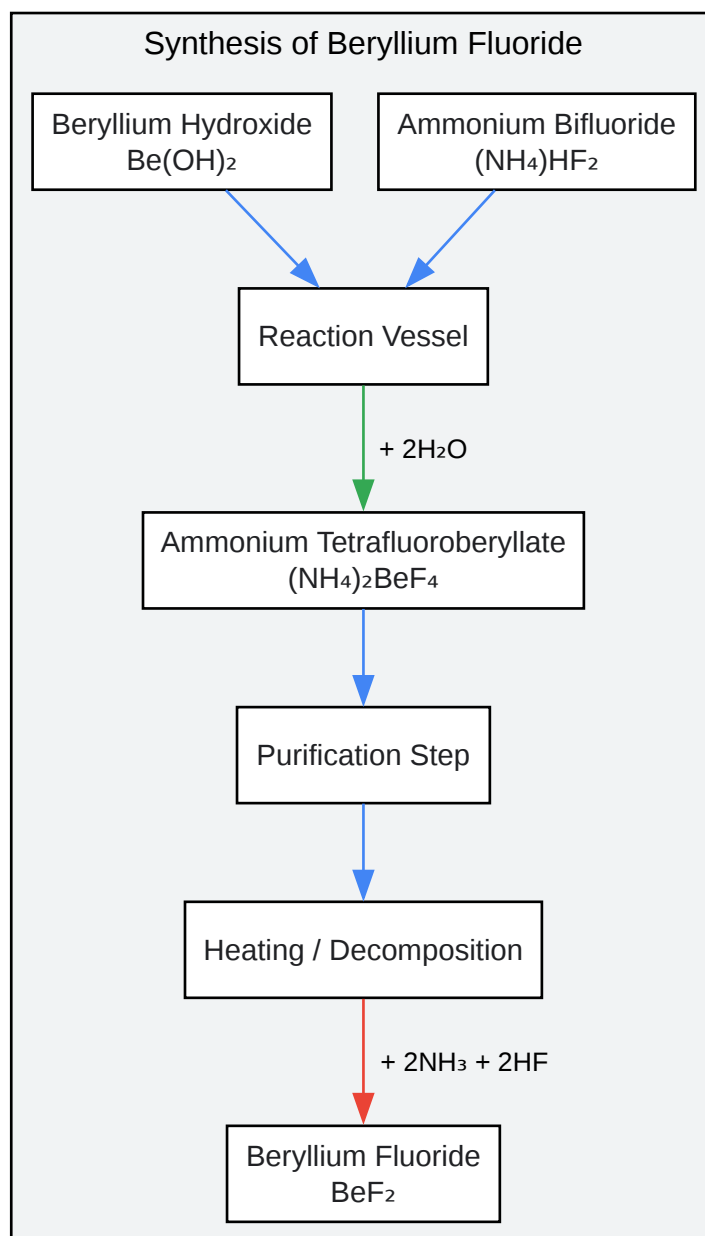 Synthesis of Beryllium Fluoride
Beryllium Hydroxide
Be(OH)₂
Ammonium Bifluoride
(NH₄)HF₂
Reaction Vessel
+ 2H₂O
Ammonium Tetrafluoroberyllate
(NH₄)₂BeF₄
Purification Step
Heating / Decomposition
+ 2NH₃ + 2HF
Beryllium Fluoride
BeF₂